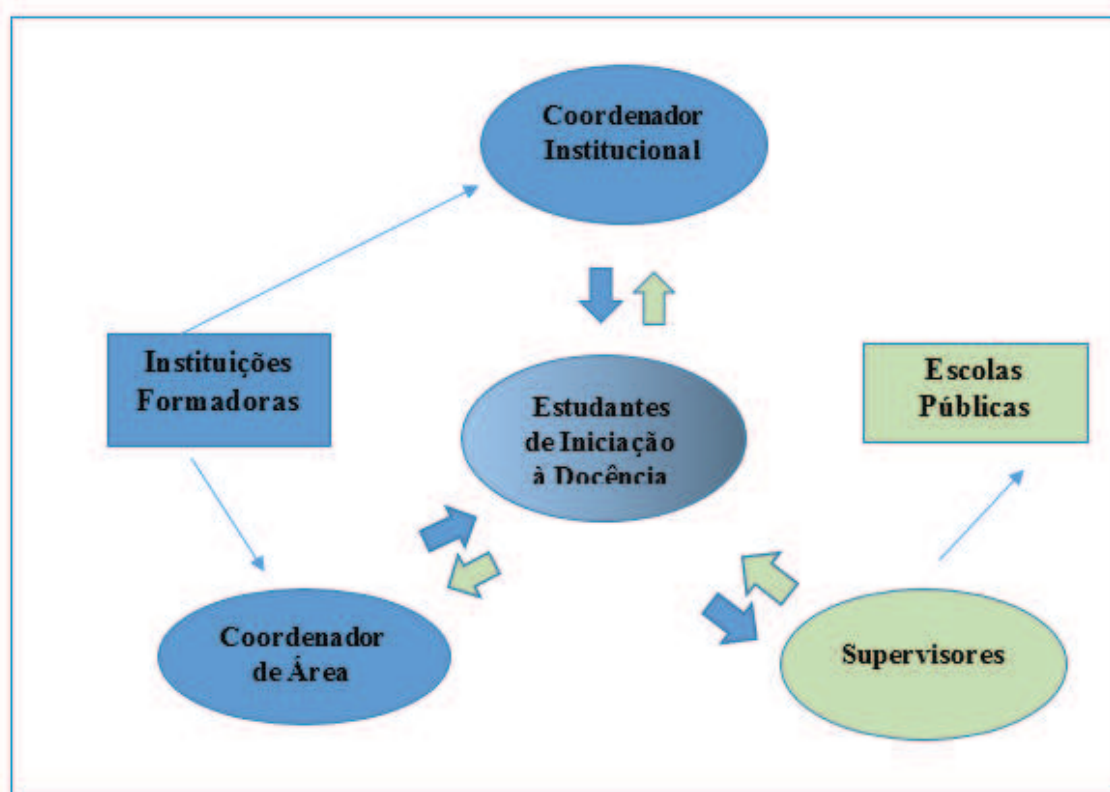 Coordenador
Institucional
Instituições
Formadoras
Estudantes
de Iniciação
à Docência
Escolas
Públicas
Coordenador
de Área
Supervisores